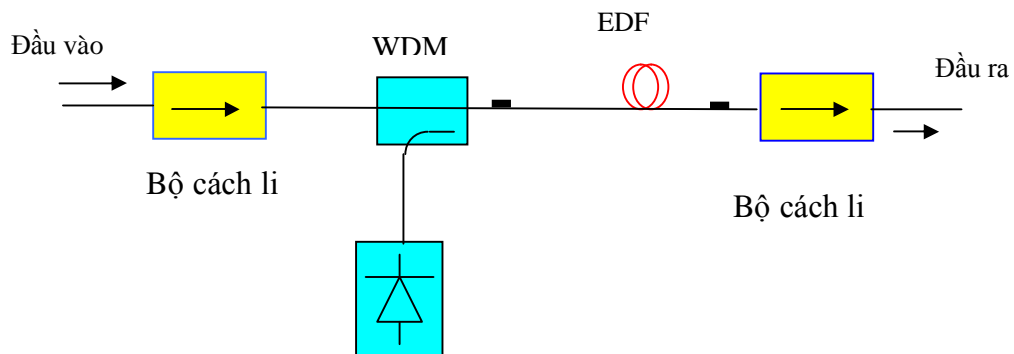 EDF
Đầu vào
WDM
Đầu ra
Bộ cách li
Bộ cách li